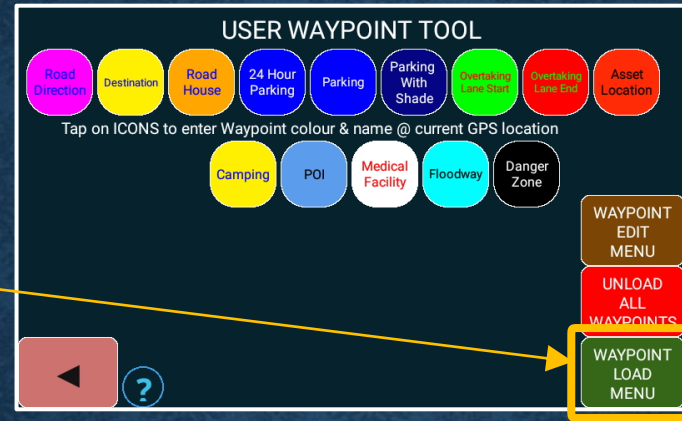 USER WAYPOINT TOOL
Road
Direction
Destination
Road
House
24 Hour
Parking
Parking
Parking
With
Shade
Overtaking
Lane Start
Overtaking
Lane End
Asset
Location
Tap on ICONS to enter Waypoint colour & name @ current GPS location
Camping
POI
Medical
Facility
Floodway
Danger
Zone
WAYPOINT
EDIT
MENU
UNLOAD
ALL
WAYPOINTS
WAYPOINT
LOAD
MENU
?